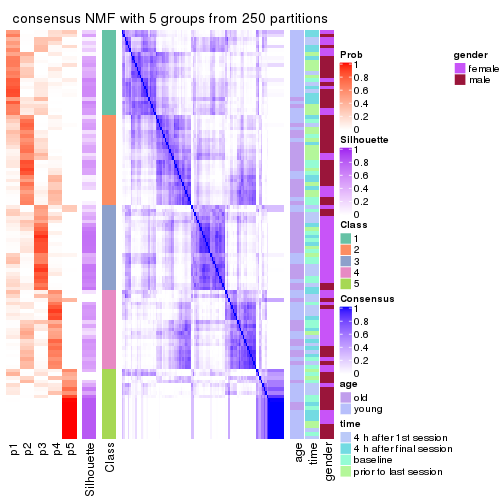 consensus NMF with 5 groups from 250 partitions
Prob
1
0.8
0.6
0.4
0.2
0
gender
female
male
Silhouette
1
0.8
0.6
0.4
0.2
0
Class
1
2
3
4
5
Consensus
1
0.8
0.6
0.4
0.2
0
age
old
young
time
4 h after 1st session
4 h after final session
baseline
prior to last session
p1
p2
p3
p4
p5
Silhouette
Class
age
time
gender